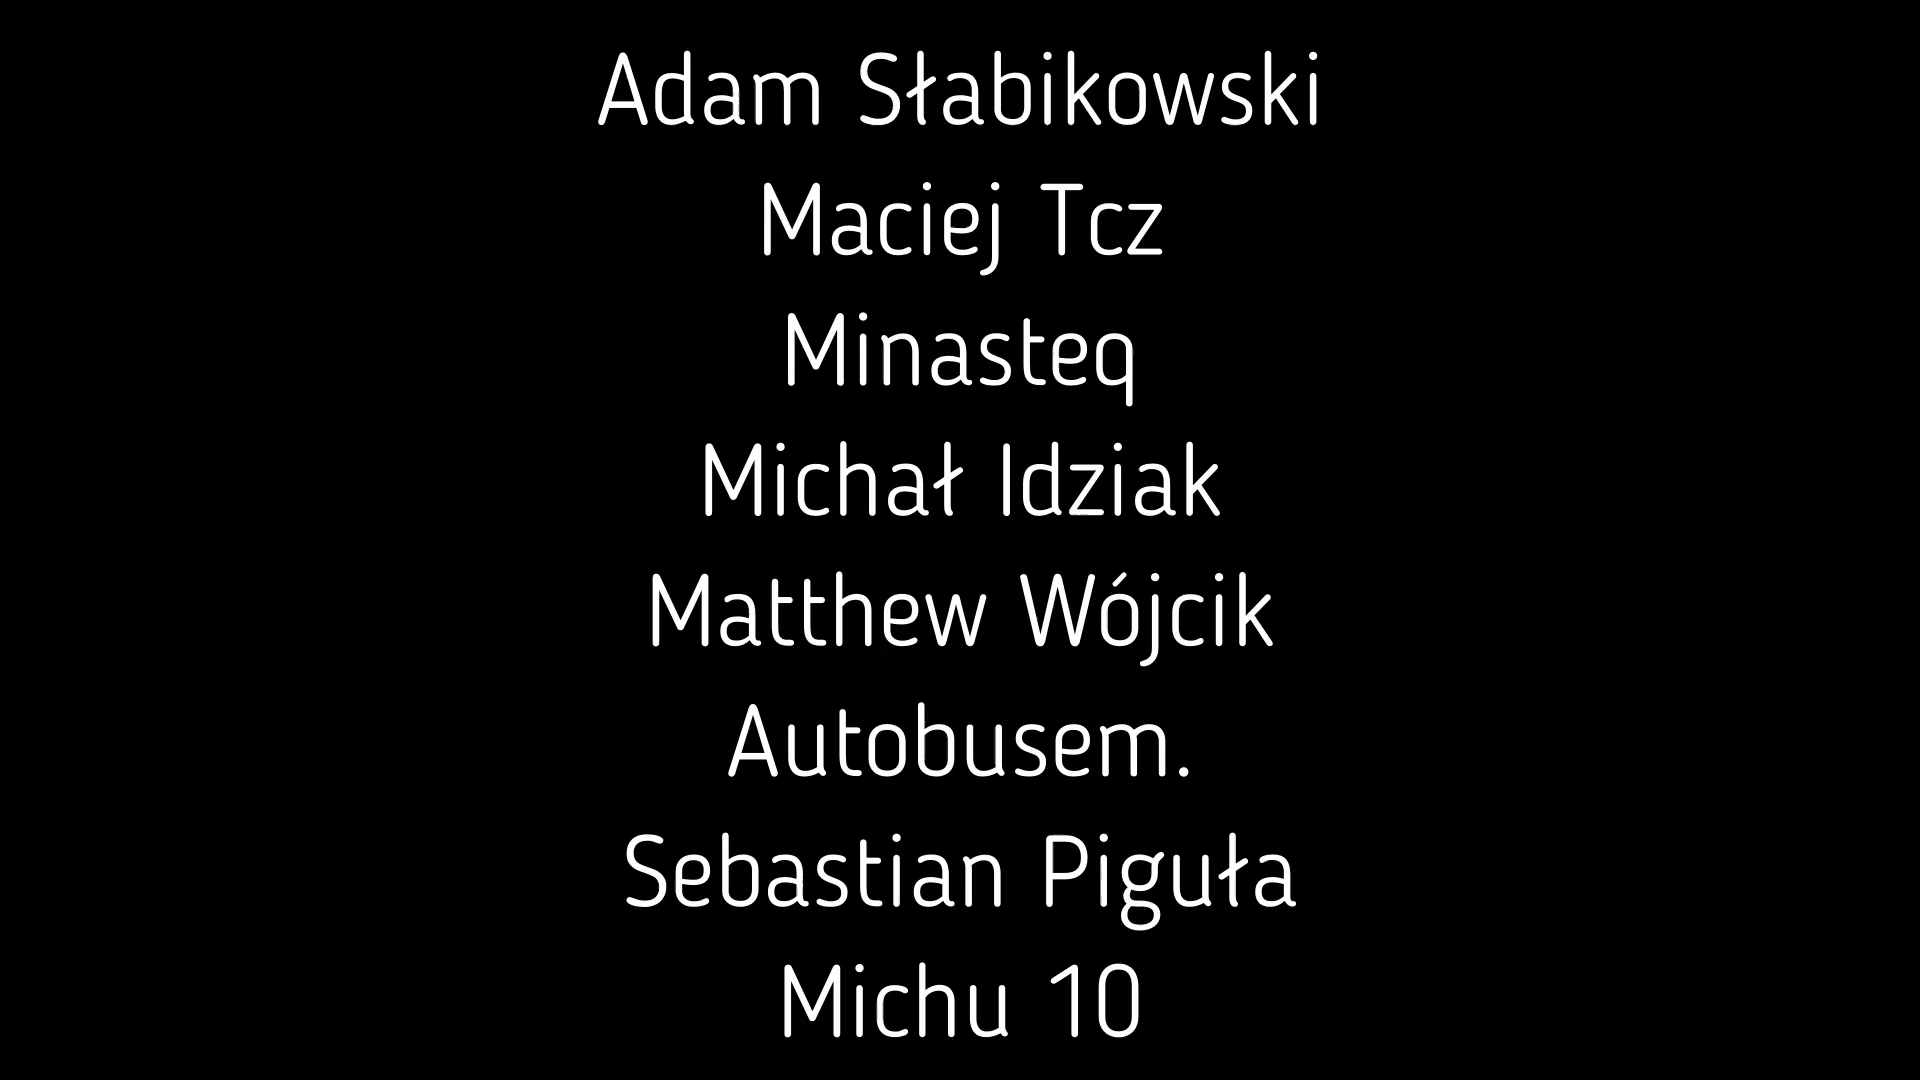 Adam Słabikowski
Maciej Tcz
Minasteq
Michał Idziak
Matthew Wójcik
Autobusem.
Sebastian Piguła
Michu 10